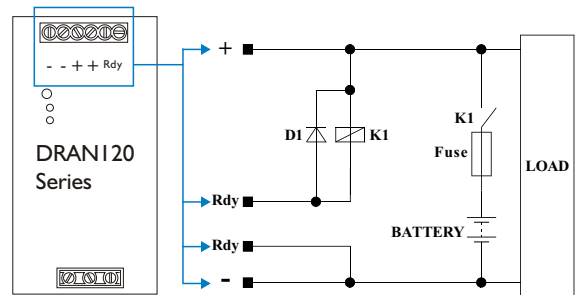 - - + + Rdy
DRAN120
Series
+
D1
K1
Rdy
Rdy
-
K1
Fuse
BATTERY
LOAD